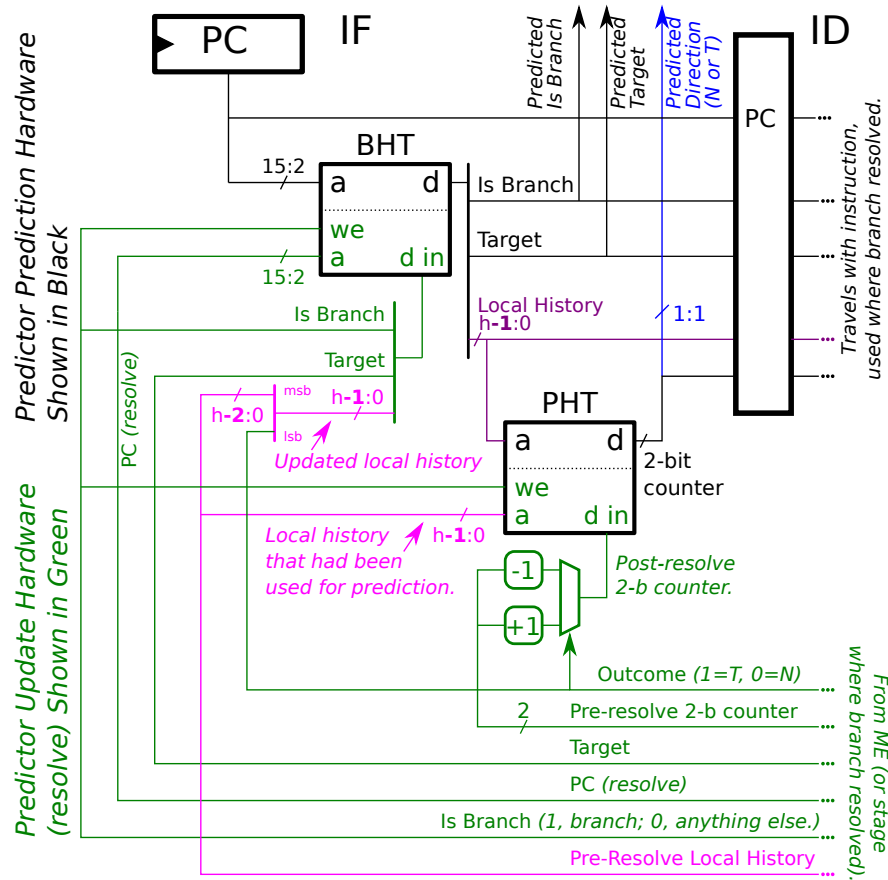 PC
IF
ID
Predictor Prediction Hardware
Shown in Black
Predicted
Is Branch
Predicted
Target
Predicted
Direction
(N or T)
PC
Travels with instruction,
used where branch resolved.
BHT
15:2
a
d
we
a
d in
15:2
Is Branch
Target
Local History
h-1:0
1:1
Is Branch
Target
h-2:0
msb
h-1:0
lsb
Updated local history
PC (resolve)
PHT
a
d
we
a
d in
2-bit
counter
Local history
that had been
used for prediction.
h-1:0
-1
+1
Post-resolve
2-b counter.
Predictor Update Hardware
(resolve) Shown in Green
Outcome (1=T, 0=N)
2
Pre-resolve 2-b counter
Target
PC (resolve)
Is Branch (1, branch; 0, anything else.)
Pre-Resolve Local History
From ME (or stage
where branch resolved).
...
...
...
...
...
...
...
...
...
...
...